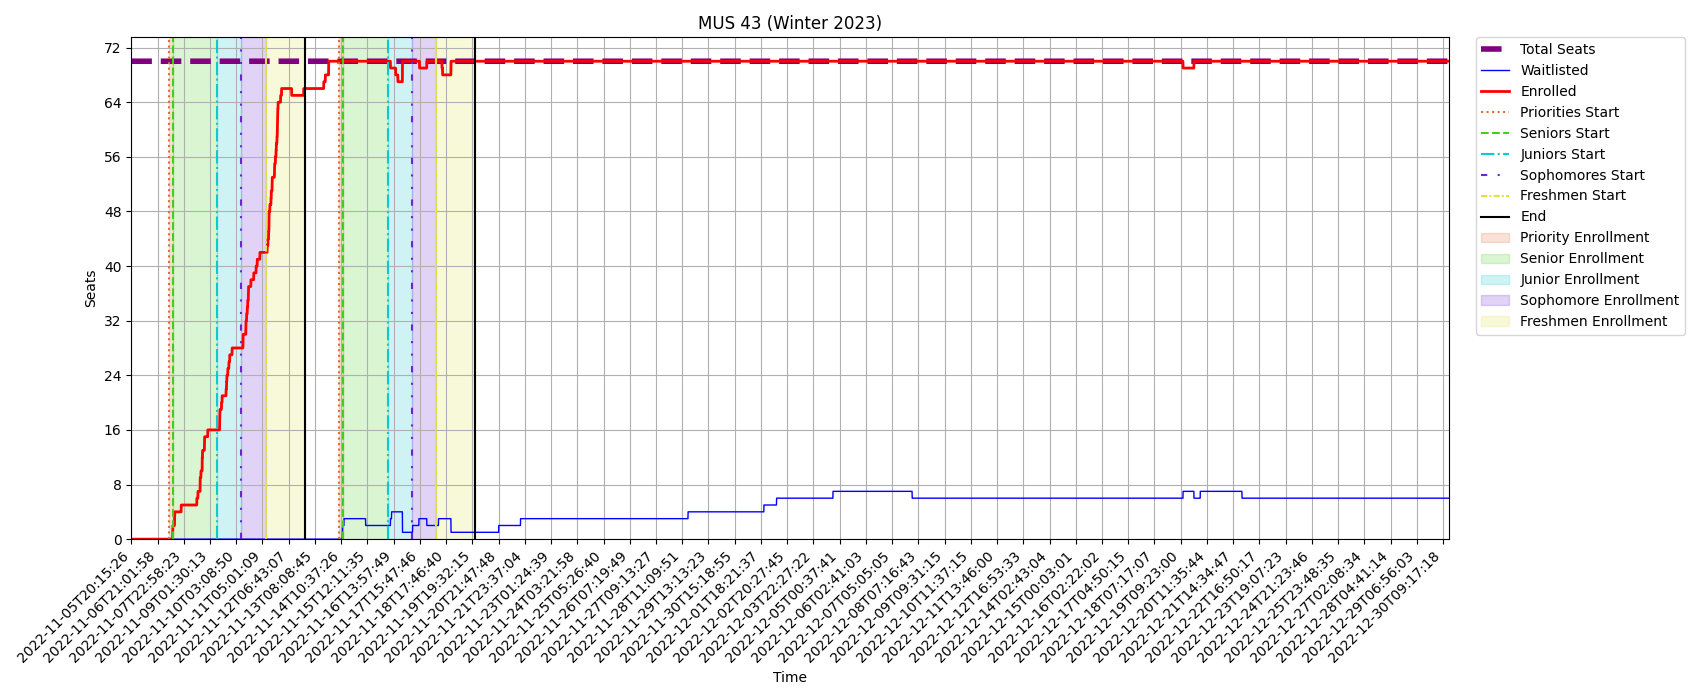 MUS 43 (Winter 2023)
72
64
56
48
40
32
24
16
8
0
Seats
2022-11-05T20:15:26
2022-11-06T21:01:58
2022-11-07T22:58:23
2022-11-09T01:30:13
2022-11-10T03:08:50
2022-11-11T05:01:09
2022-11-12T06:43:07
2022-11-13T08:08:45
2022-11-14T10:37:26
2022-11-15T12:11:35
2022-11-16T13:57:49
2022-11-17T15:47:46
2022-11-18T17:46:40
2022-11-19T19:32:15
2022-11-20T21:47:48
2022-11-21T23:37:04
2022-11-23T01:24:39
2022-11-24T03:21:58
2022-11-25T05:26:40
2022-11-26T07:19:49
2022-11-27T09:13:27
2022-11-28T11:09:51
2022-11-29T13:13:23
2022-11-30T15:18:55
2022-12-01T18:21:37
2022-12-02T20:27:45
2022-12-03T22:27:22
2022-12-05T00:37:41
2022-12-06T02:41:03
2022-12-07T05:05:05
2022-12-08T07:16:43
2022-12-09T09:31:15
2022-12-10T11:37:15
2022-12-11T13:46:00
2022-12-12T16:53:33
2022-12-14T02:43:04
2022-12-15T00:03:01
2022-12-16T02:22:02
2022-12-17T04:50:15
2022-12-18T07:17:07
2022-12-19T09:23:00
2022-12-20T11:35:44
2022-12-21T14:34:47
2022-12-22T16:50:17
2022-12-23T19:07:23
2022-12-24T21:23:46
2022-12-25T23:48:35
2022-12-27T02:08:34
2022-12-28T04:41:14
2022-12-29T06:56:03
2022-12-30T09:17:18
Time
Total Seats
Waitlisted
Enrolled
Priorities Start
Seniors Start
Juniors Start
Sophomores Start
Freshmen Start
End
Priority Enrollment
Senior Enrollment
Junior Enrollment
Sophomore Enrollment
Freshmen Enrollment